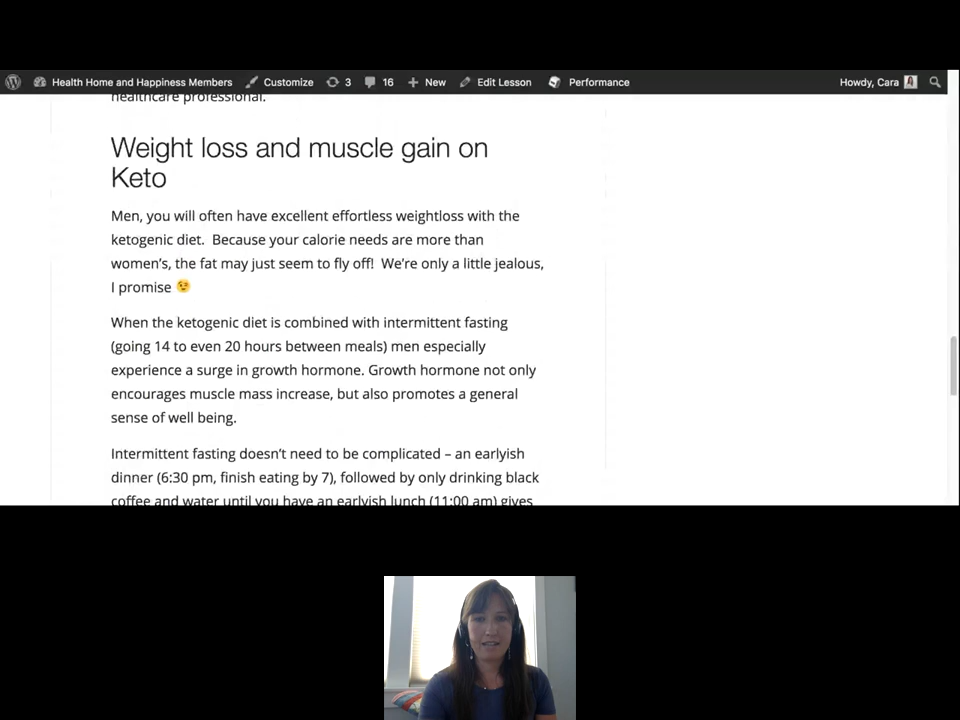 Health Home and Happiness Members Customize 3 16 New Edit Lesson Performance Howdy, Cara
healthcare professional.
Weight loss and muscle gain on
Keto
Men, you will often have excellent effortless weightloss with the
ketogenic diet.  Because your calorie needs are more than
women's, the fat may just seem to fly off!  We're only a little jealous,
I promise 😉
When the ketogenic diet is combined with intermittent fasting
(going 14 to even 20 hours between meals) men especially
experience a surge in growth hormone. Growth hormone not only
encourages muscle mass increase, but also promotes a general
sense of well being.
Intermittent fasting doesn't need to be complicated – an earlyish
dinner (6:30 pm, finish eating by 7), followed by only drinking black
coffee and water until you have an earlyish lunch (11:00 am) gives